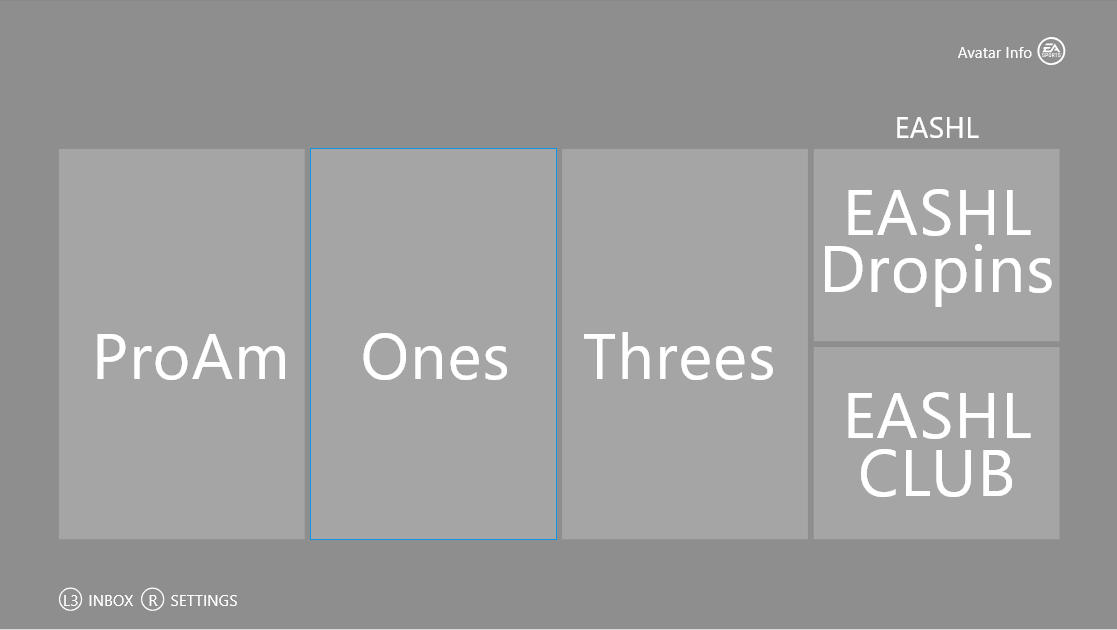 Avatar Info EA SPORTS
EASHL
ProAm
Ones
Threes
EASHL
Dropins
EASHL
CLUB
L3 INBOX R SETTINGS